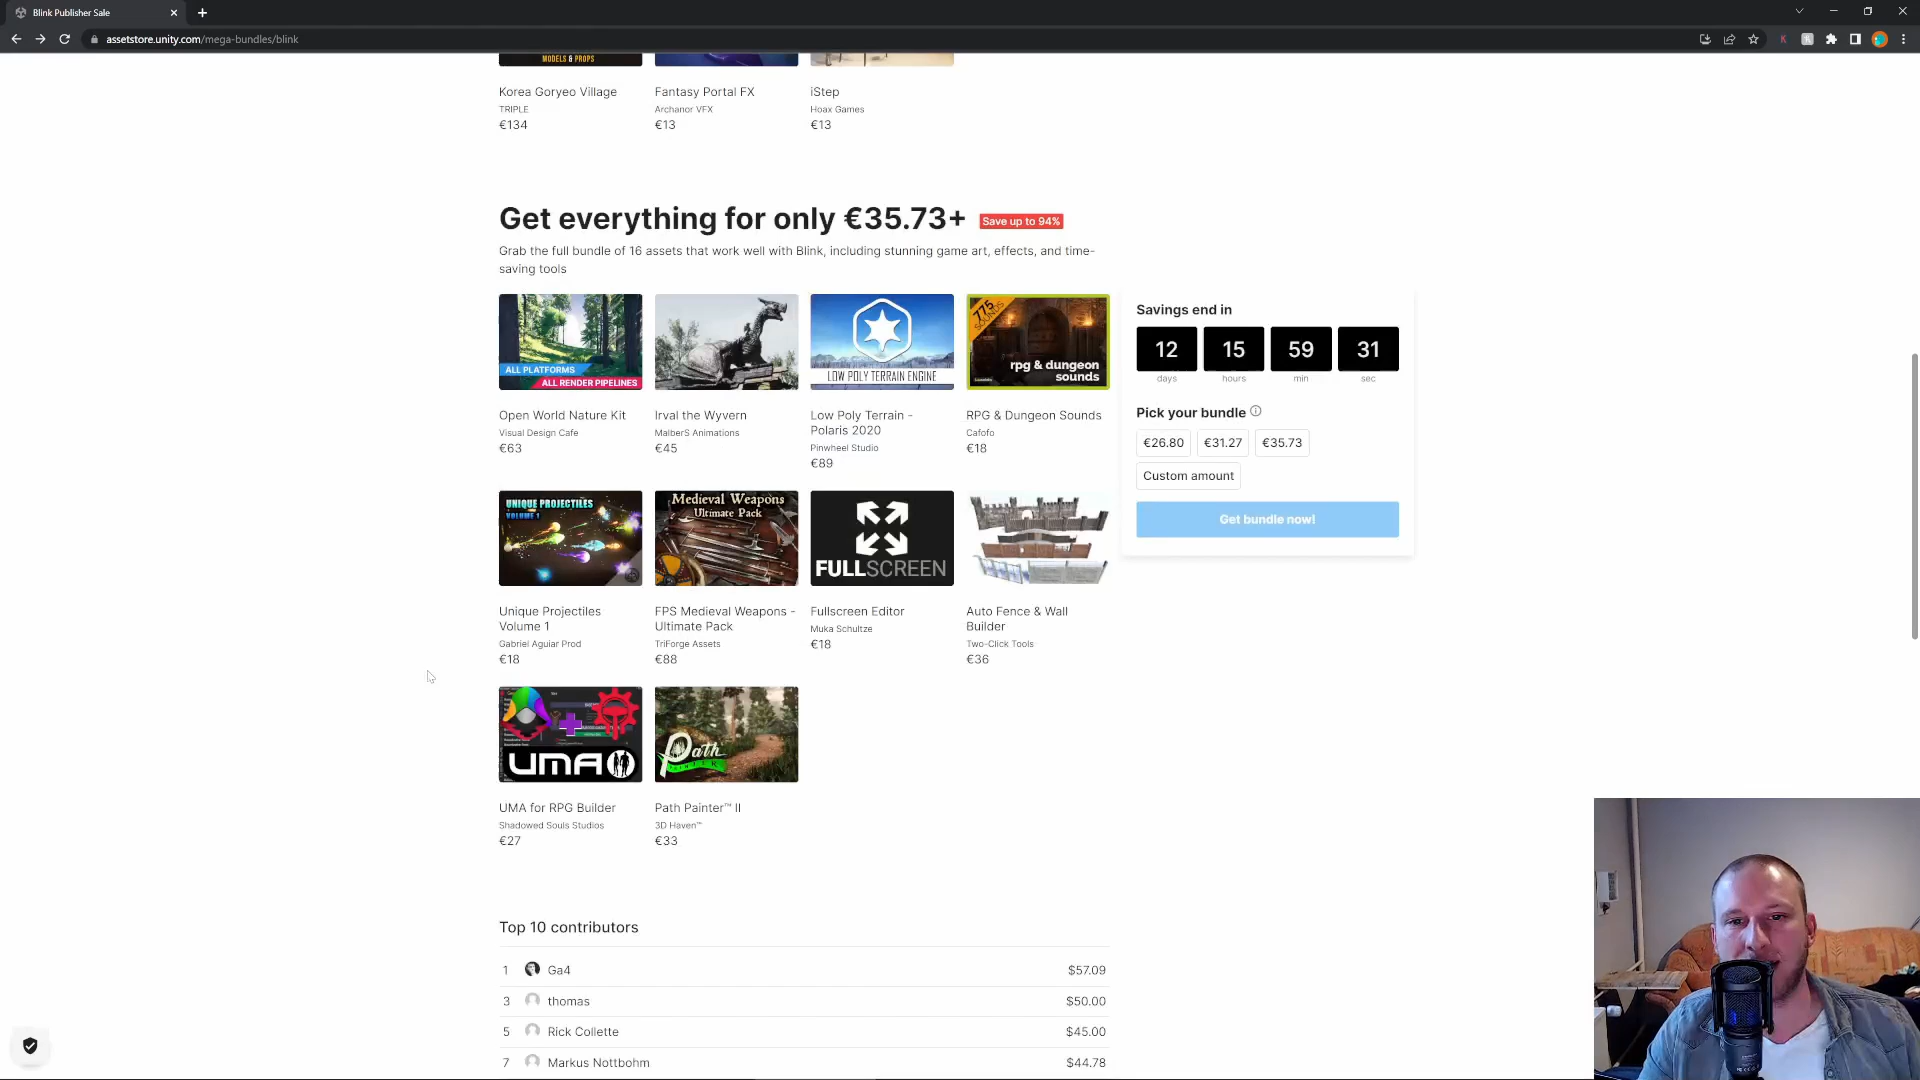 Blink Publisher Sale
assetstore.unity.com/mega-bundles/blink
MODELS & PROPS
Korea Goryeo Village
TRIPLE
€134
Fantasy Portal FX
Archanor VFX
€13
iStep
Hoax Games
€13
Get everything for only €35.73+
Save up to 94%
Grab the full bundle of 16 assets that work well with Blink, including stunning game art, effects, and time-
saving tools
ALL PLATFORMS
ALL RENDER PIPELINES
Open World Nature Kit
Visual Design Cafe
€63
Irval the Wyvern
MalberS Animations
€45
LOW POLY TERRAIN ENGINE
Low Poly Terrain -
Polaris 2020
Pinwheel Studio
€89
775
SOUNDS
rpg & dungeon
sounds
RPG & Dungeon Sounds
Cafofo
€18
UNIQUE PROJECTILES
VOLUME 1
Unique Projectiles
Volume 1
Gabriel Aguiar Prod
€18
Medieval Weapons
Ultimate Pack
FPS Medieval Weapons -
Ultimate Pack
TriForge Assets
€88
FULLSCREEN
Fullscreen Editor
Muka Schultze
€18
Auto Fence & Wall
Builder
Two-Click Tools
€36
UMA
UMA for RPG Builder
Shadowed Souls Studios
€27
Path
PAINTER
Path Painter™ II
3D Haven™
€33
Savings end in
12 15 59 31
days hours min sec
Pick your bundle
€26.80 €31.27 €35.73
Custom amount
Get bundle now!
Top 10 contributors
1 Ga4 $57.09
3 thomas $50.00
5 Rick Collette $45.00
7 Markus Nottbohm $44.78